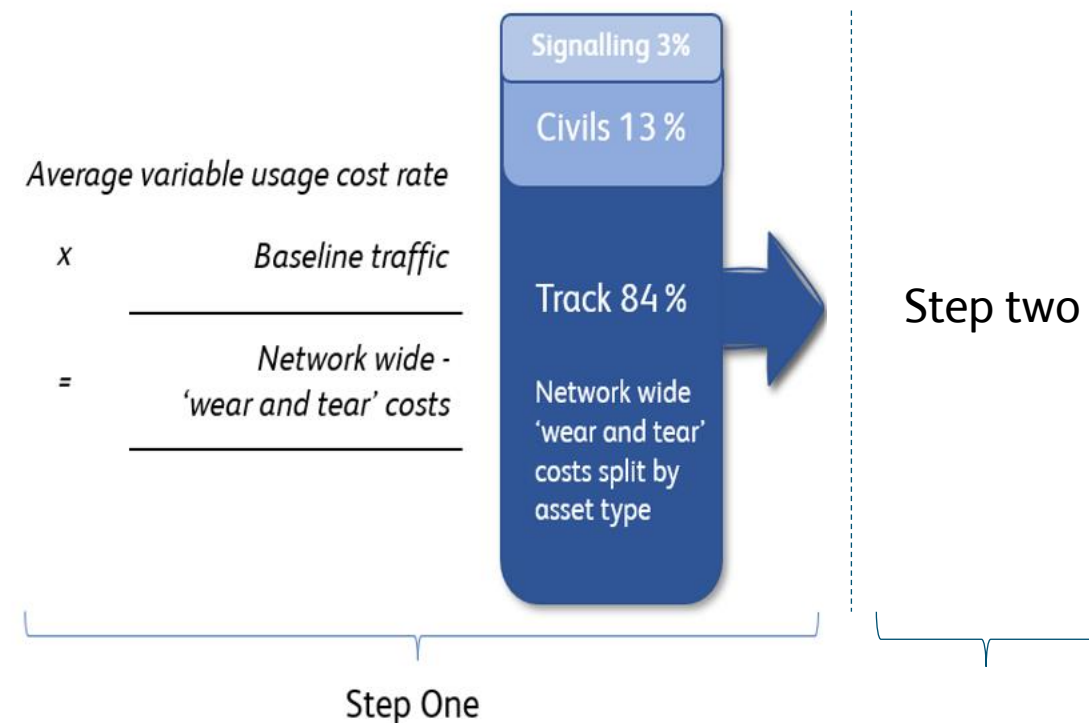 Average variable usage cost rate
x Baseline traffic
= Network wide -
‘wear and tear’ costs
Signalling 3%
Civils 13 %
Track 84 %
Network wide
‘wear and tear’
costs split by
asset type
Step One
Step two